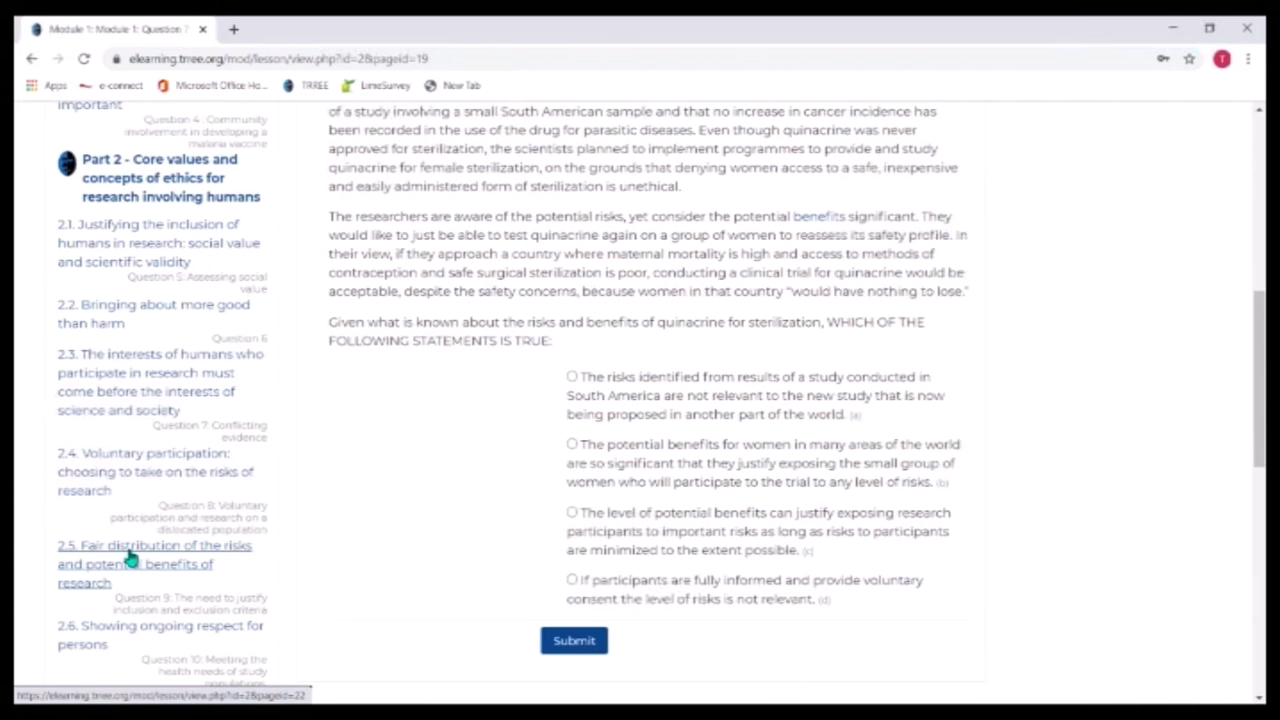 Module 1: Module 1: Question 7
elearning.trree.org/mod/lesson/view.php?id=28&pageid=19
Apps
e-connect
Microsoft Office Ho...
TRREE
LimeSurvey
New Tab
T
important
Question 4 : Community
involvement in developing a
malaria vaccine
Part 2 - Core values and
concepts of ethics for
research involving humans
2.1. Justifying the inclusion of
humans in research: social value
and scientific validity
Question 5: Assessing social
value
2.2. Bringing about more good
than harm
Question 6
2.3. The interests of humans who
participate in research must
come before the interests of
science and society
Question 7: Conflicting
evidence
2.4. Voluntary participation:
choosing to take on the risks of
research
Question 8: Voluntary
participation and research on a
dislocated population
2.5. Fair distribution of the risks
and potential benefits of
research
Question 9: The need to justify
inclusion and exclusion criteria
2.6. Showing ongoing respect for
persons
Question 10: Meeting the
health needs of study
populations
of a study involving a small South American sample and that no increase in cancer incidence has
been recorded in the use of the drug for parasitic diseases. Even though quinacrine was never
approved for sterilization, the scientists planned to implement programmes to provide and study
quinacrine for female sterilization, on the grounds that denying women access to a safe, inexpensive
and easily administered form of sterilization is unethical.
The researchers are aware of the potential risks, yet consider the potential benefits significant. They
would like to just be able to test quinacrine again on a group of women to reassess its safety profile. In
their view, if they approach a country where maternal mortality is high and access to methods of
contraception and safe surgical sterilization is poor, conducting a clinical trial for quinacrine would be
acceptable, despite the safety concerns, because women in that country “would have nothing to lose.”
Given what is known about the risks and benefits of quinacrine for sterilization, WHICH OF THE
FOLLOWING STATEMENTS IS TRUE:
The risks identified from results of a study conducted in
South America are not relevant to the new study that is now
being proposed in another part of the world. (a)
The potential benefits for women in many areas of the world
are so significant that they justify exposing the small group of
women who will participate to the trial to any level of risks. (b)
The level of potential benefits can justify exposing research
participants to important risks as long as risks to participants
are minimized to the extent possible. (c)
If participants are fully informed and provide voluntary
consent the level of risks is not relevant. (d)
Submit
https://elearning.trree.org/mod/lesson/view.php?id=28&pageid=22